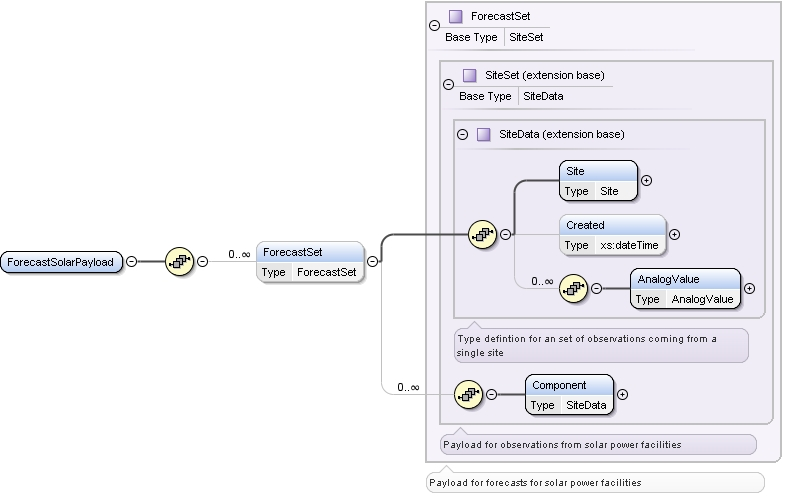 ForecastSet
Base Type SiteSet
SiteSet (extension base)
Base Type SiteData
SiteData (extension base)
Site
Type Site
Created
Type xs:dateTime
0..∞
AnalogValue
Type AnalogValue
Type defintion for an set of observations coming from a
single site
ForecastSolarPayload
0..∞
ForecastSet
Type ForecastSet
0..∞
Component
Type SiteData
Payload for observations from solar power facilities
Payload for forecasts for solar power facilities